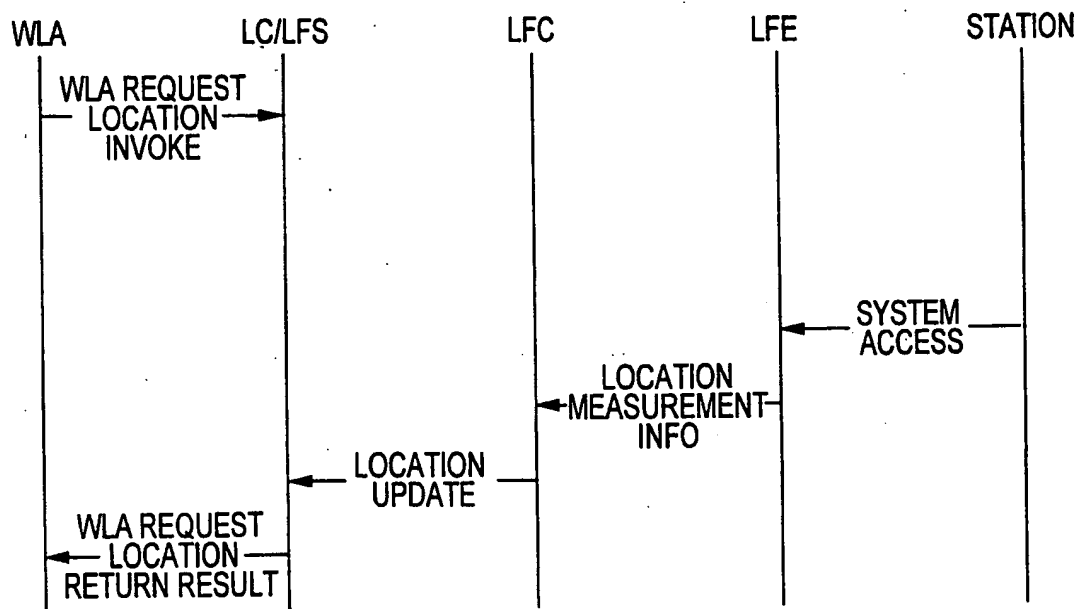 WLA LC/LFS LFC LFE STATION
WLA REQUEST
LOCATION
INVOKE
SYSTEM
ACCESS
LOCATION
MEASUREMENT
INFO
LOCATION
UPDATE
WLA REQUEST
LOCATION
RETURN RESULT